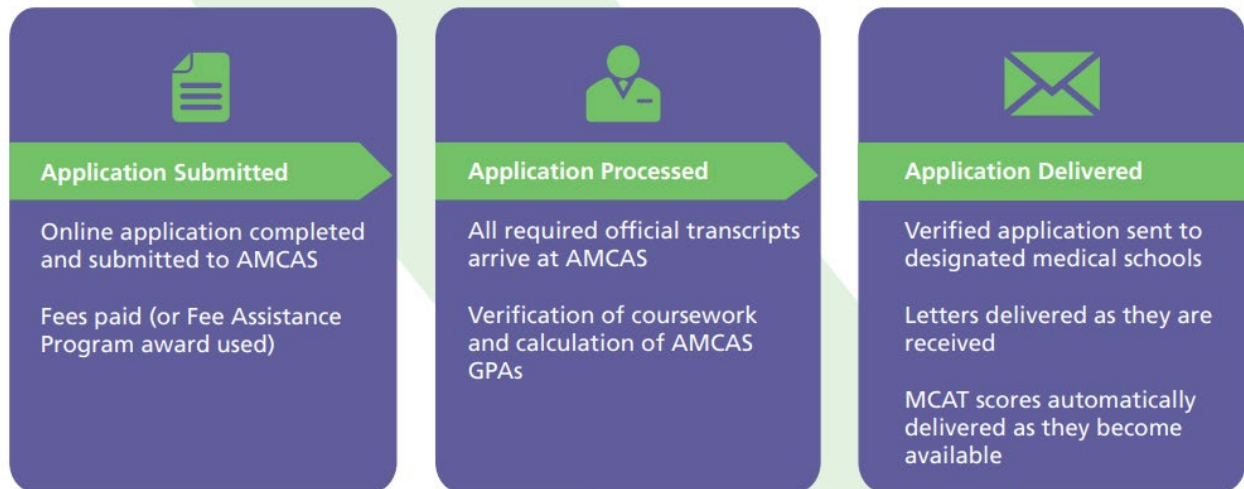 Application Submitted
Online application completed
and submitted to AMCAS
Fees paid (or Fee Assistance
Program award used)
Application Processed
All required official transcripts
arrive at AMCAS
Verification of coursework
and calculation of AMCAS
GPAs
Application Delivered
Verified application sent to
designated medical schools
Letters delivered as they are
received
MCAT scores automatically
delivered as they become
available